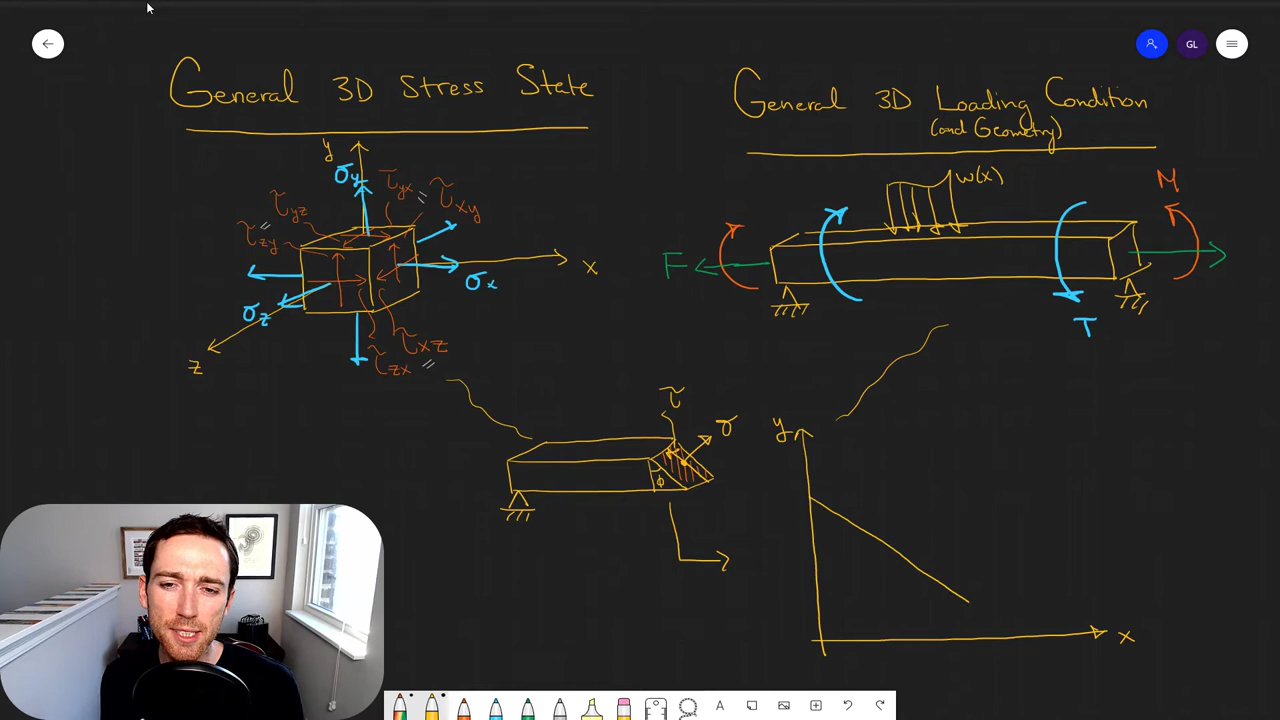 GL
General 3D Stress State
General 3D Loading Condition
(and Geometry)
y
σy
τyx = τxy
τyz
=
τzy
x
σx
σz
z
τxz
τzx =
w(x)
M
F
T
τ
σ
φ
y
x
A